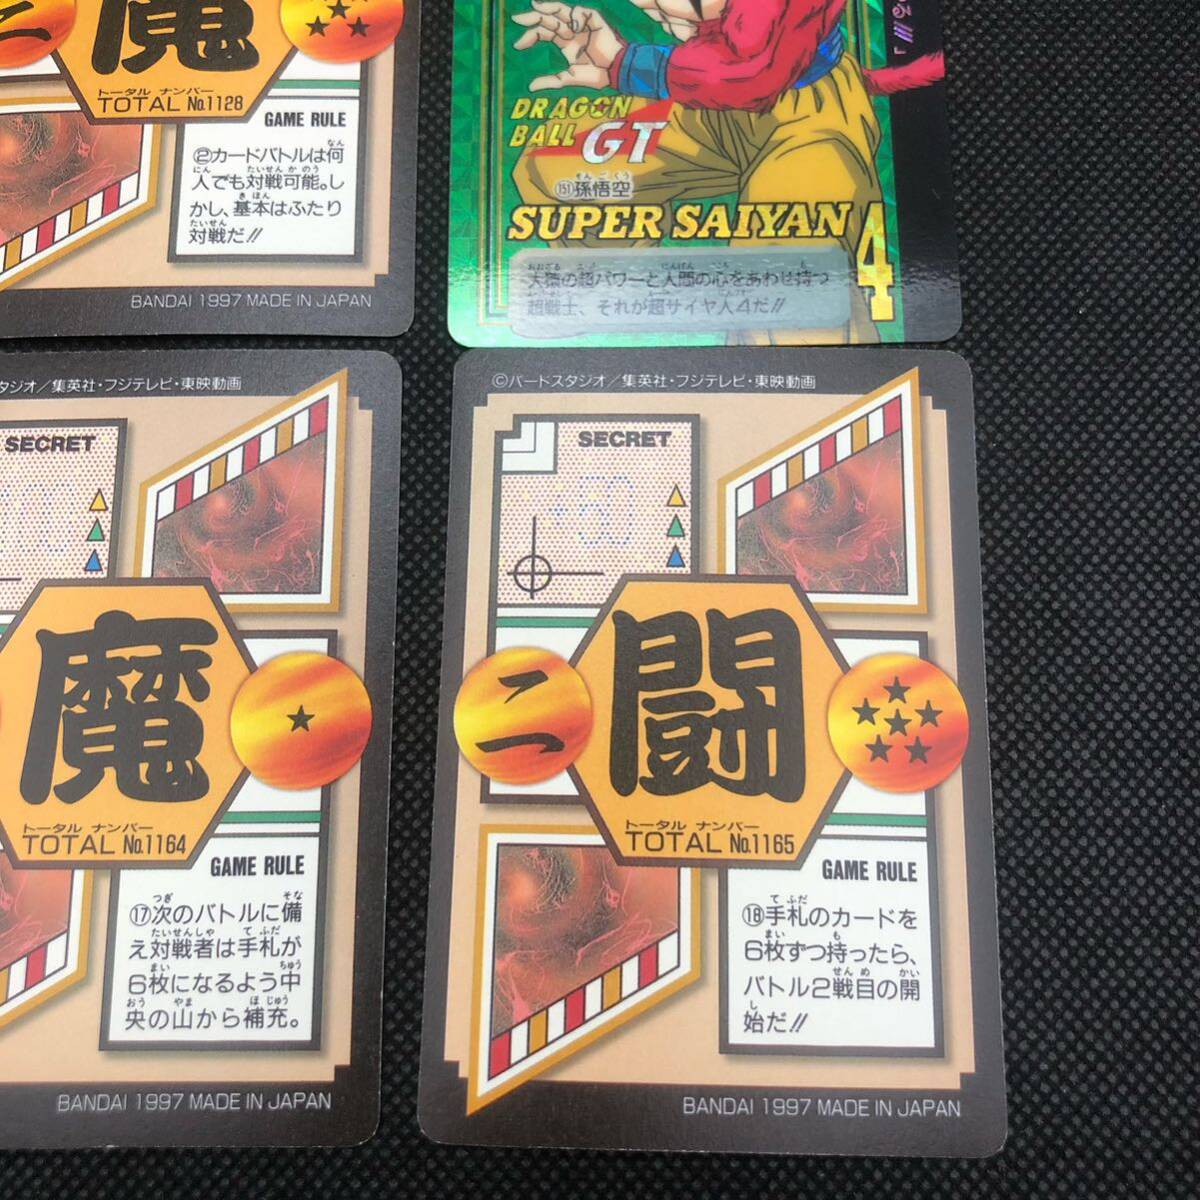 二
魔
トータル ナンバー
TOTAL No.1128
GAME RULE
②カードバトルは何
人でも対戦可能。し
かし、基本はふたり
対戦だ!!
BANDAI 1997 MADE IN JAPAN
る!!!」
DRAGON
BALL
GT
(151)孫悟空
SUPER SAIYAN 4
大猿の超パワーと人間の心をあわせ持つ
超戦士、それが超サイヤ人4だ!!
タジオ/集英社・フジテレビ・東映動画
SECRET
魔
トータル ナンバー
TOTAL No.1164
GAME RULE
⑰次のバトルに備
え対戦者は手札が
6枚になるよう中
央の山から補充。
BANDAI 1997 MADE IN JAPAN
©バードスタジオ/集英社・フジテレビ・東映動画
SECRET
二
闘
トータル ナンバー
TOTAL No.1165
GAME RULE
⑱手札のカードを
6枚ずつ持ったら、
バトル2戦目の開
始だ!!
BANDAI 1997 MADE IN JAPAN